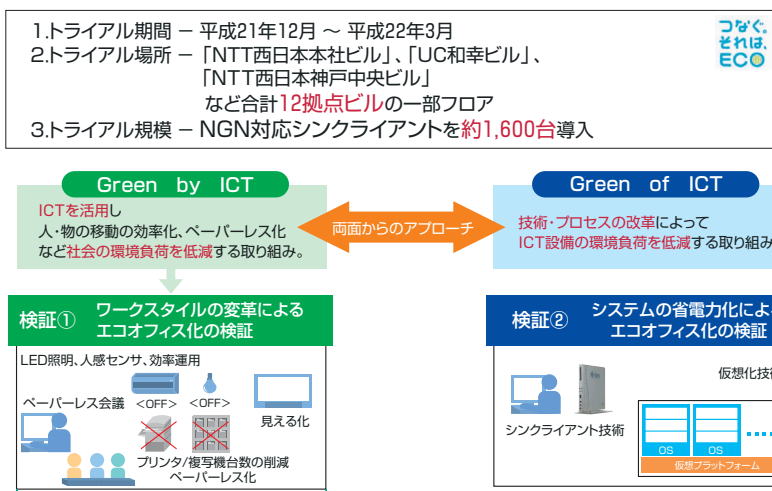 1.トライアル期間 － 平成21年12月 ～ 平成22年3月
2.トライアル場所 － 「NTT西日本本社ビル」、「UC和幸ビル」、
「NTT西日本神戸中央ビル」
など合計12拠点ビルの一部フロア
3.トライアル規模 － NGN対応シンクライアントを約1,600台導入
つなぐ。
それは、
ECO
Green by ICT
ICTを活用し
人・物の移動の効率化、ペーパーレス化
など社会の環境負荷を低減する取り組み。
両面からのアプローチ
Green of ICT
技術・プロセスの改革によって
ICT設備の環境負荷を低減する取り組み
検証① ワークスタイルの変革による
エコオフィス化の検証
LED照明、人感センサ、効率運用
ペーパーレス会議
<OFF> <OFF>
見える化
プリンタ/複写機台数の削減
ペーパーレス化
検証② システムの省電力化によ
エコオフィス化の検証
仮想化技
シンクライアント技術
OS OS
仮想プラットフォーム